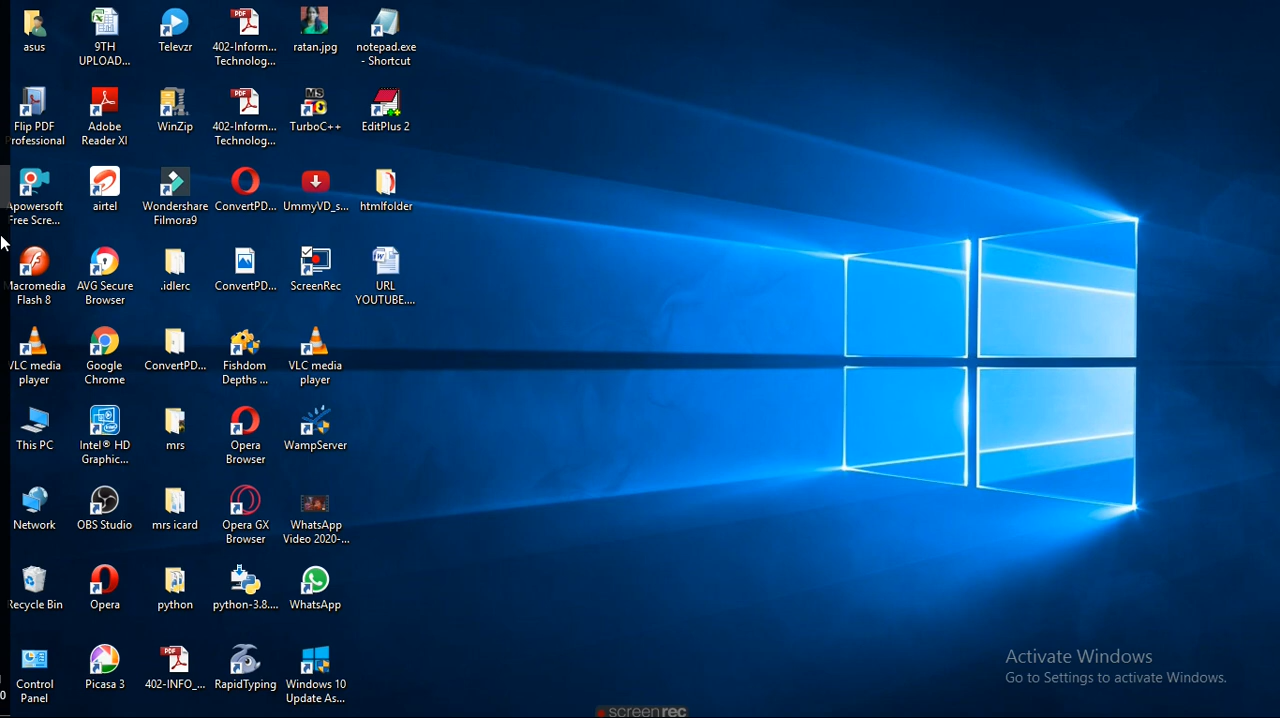 asus
9TH
UPLOAD...
Televzr
402-Inform...
Technolog...
ratan.jpg
notepad.exe
- Shortcut
Flip PDF
Professional
Adobe
Reader XI
WinZip
402-Inform...
Technolog...
MS
TurboC++
EditPlus 2
Apowersoft
Free Scre...
airtel
Wondershare
Filmora9
ConvertPD...
UmmyVD_s...
htmlfolder
Macromedia
Flash 8
AVG Secure
Browser
.idlerc
ConvertPD...
ScreenRec
URL
YOUTUBE....
VLC media
player
Google
Chrome
ConvertPD...
Fishdom
Depths ...
VLC media
player
This PC
Intel® HD
Graphic...
mrs
Opera
Browser
WampServer
Network
OBS Studio
mrs icard
Opera GX
Browser
WhatsApp
Video 2020-...
Recycle Bin
Opera
python
python-3.8....
WhatsApp
Control
Panel
Picasa 3
402-INFO_...
RapidTyping
Windows 10
Update As...
Activate Windows
Go to Settings to activate Windows.
screenrec